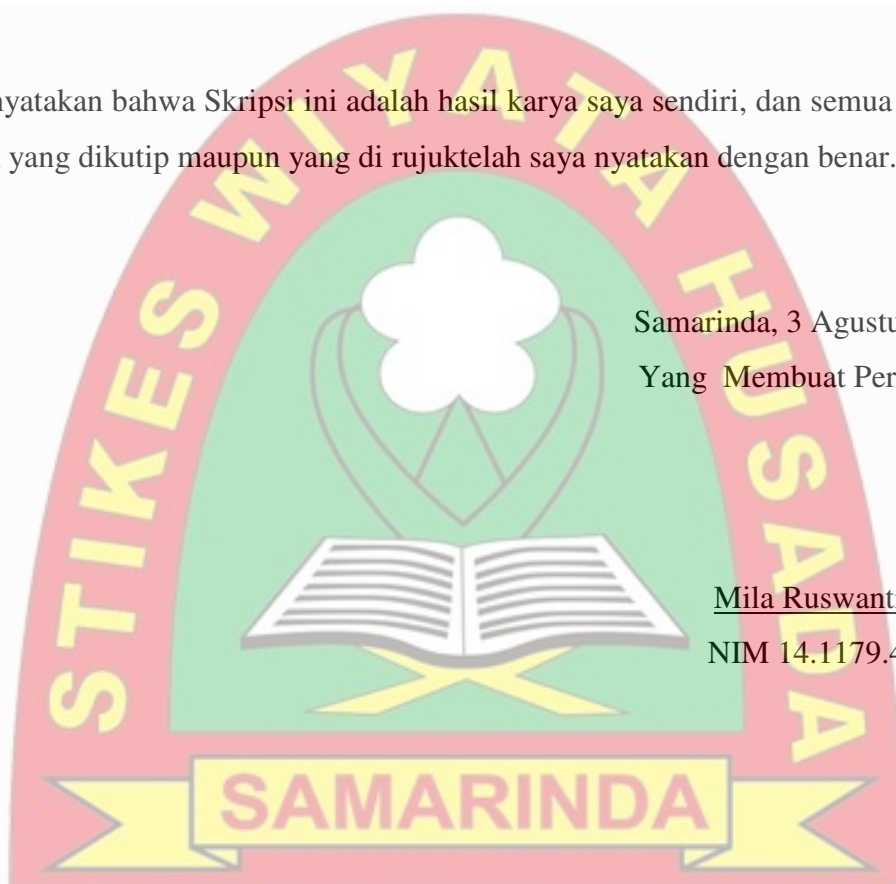 nyatakan bahwa Skripsi ini adalah hasil karya saya sendiri, dan semua
yang dikutip maupun yang di rujuktelah saya nyatakan dengan benar.
Samarinda, 3 Agustu
Yang Membuat Per
Mila Ruswant
NIM 14.1179.4
STIKES WIYATA HUSADA
SAMARINDA